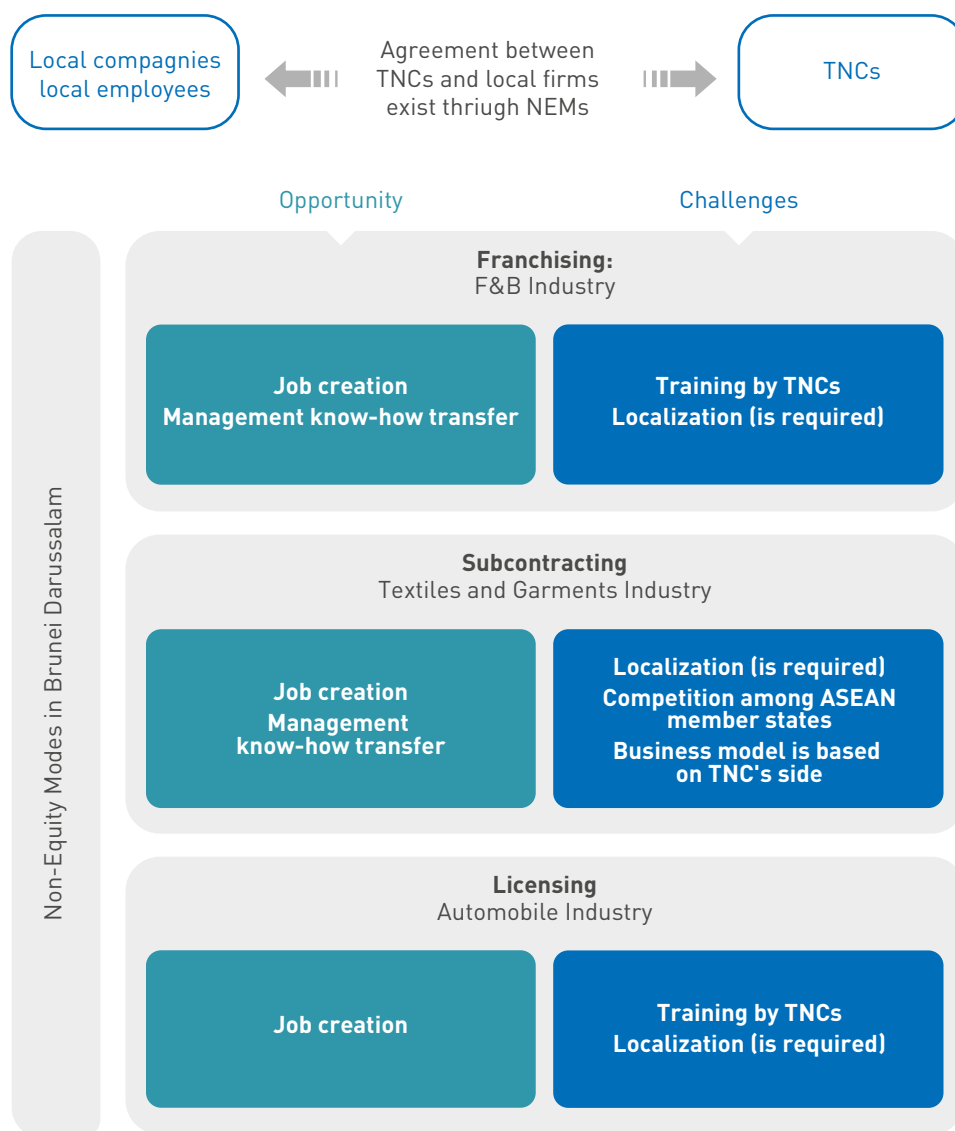 Local compagnies
local employees
Agreement between
TNCs and local firms
exist thriugh NEMs
TNCs
Opportunity
Challenges
Non-Equity Modes in Brunei Darussalam
Franchising:
F&B Industry
Job creation
Management know-how transfer
Training by TNCs
Localization (is required)
Subcontracting
Textiles and Garments Industry
Job creation
Management
know-how transfer
Localization (is required)
Competition among ASEAN
member states
Business model is based
on TNC's side
Licensing
Automobile Industry
Job creation
Training by TNCs
Localization (is required)